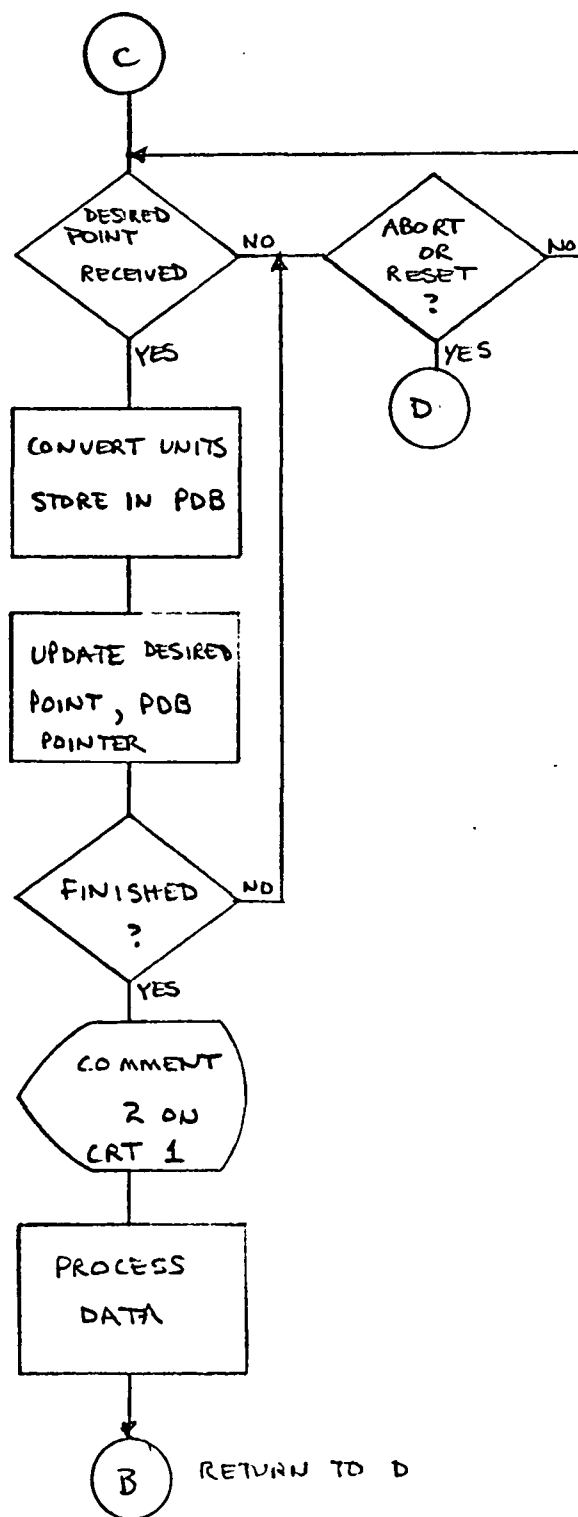 C
DESIRED
POINT
RECEIVED
NO
YES
ABORT
OR
RESET
?
NO
YES
D
CONVERT UNITS
STORE IN PDB
UPDATE DESIRED
POINT, PDB
POINTER
FINISHED
?
NO
YES
COMMENT
2 ON
CRT 1
PROCESS
DATA
B
RETURN TO D